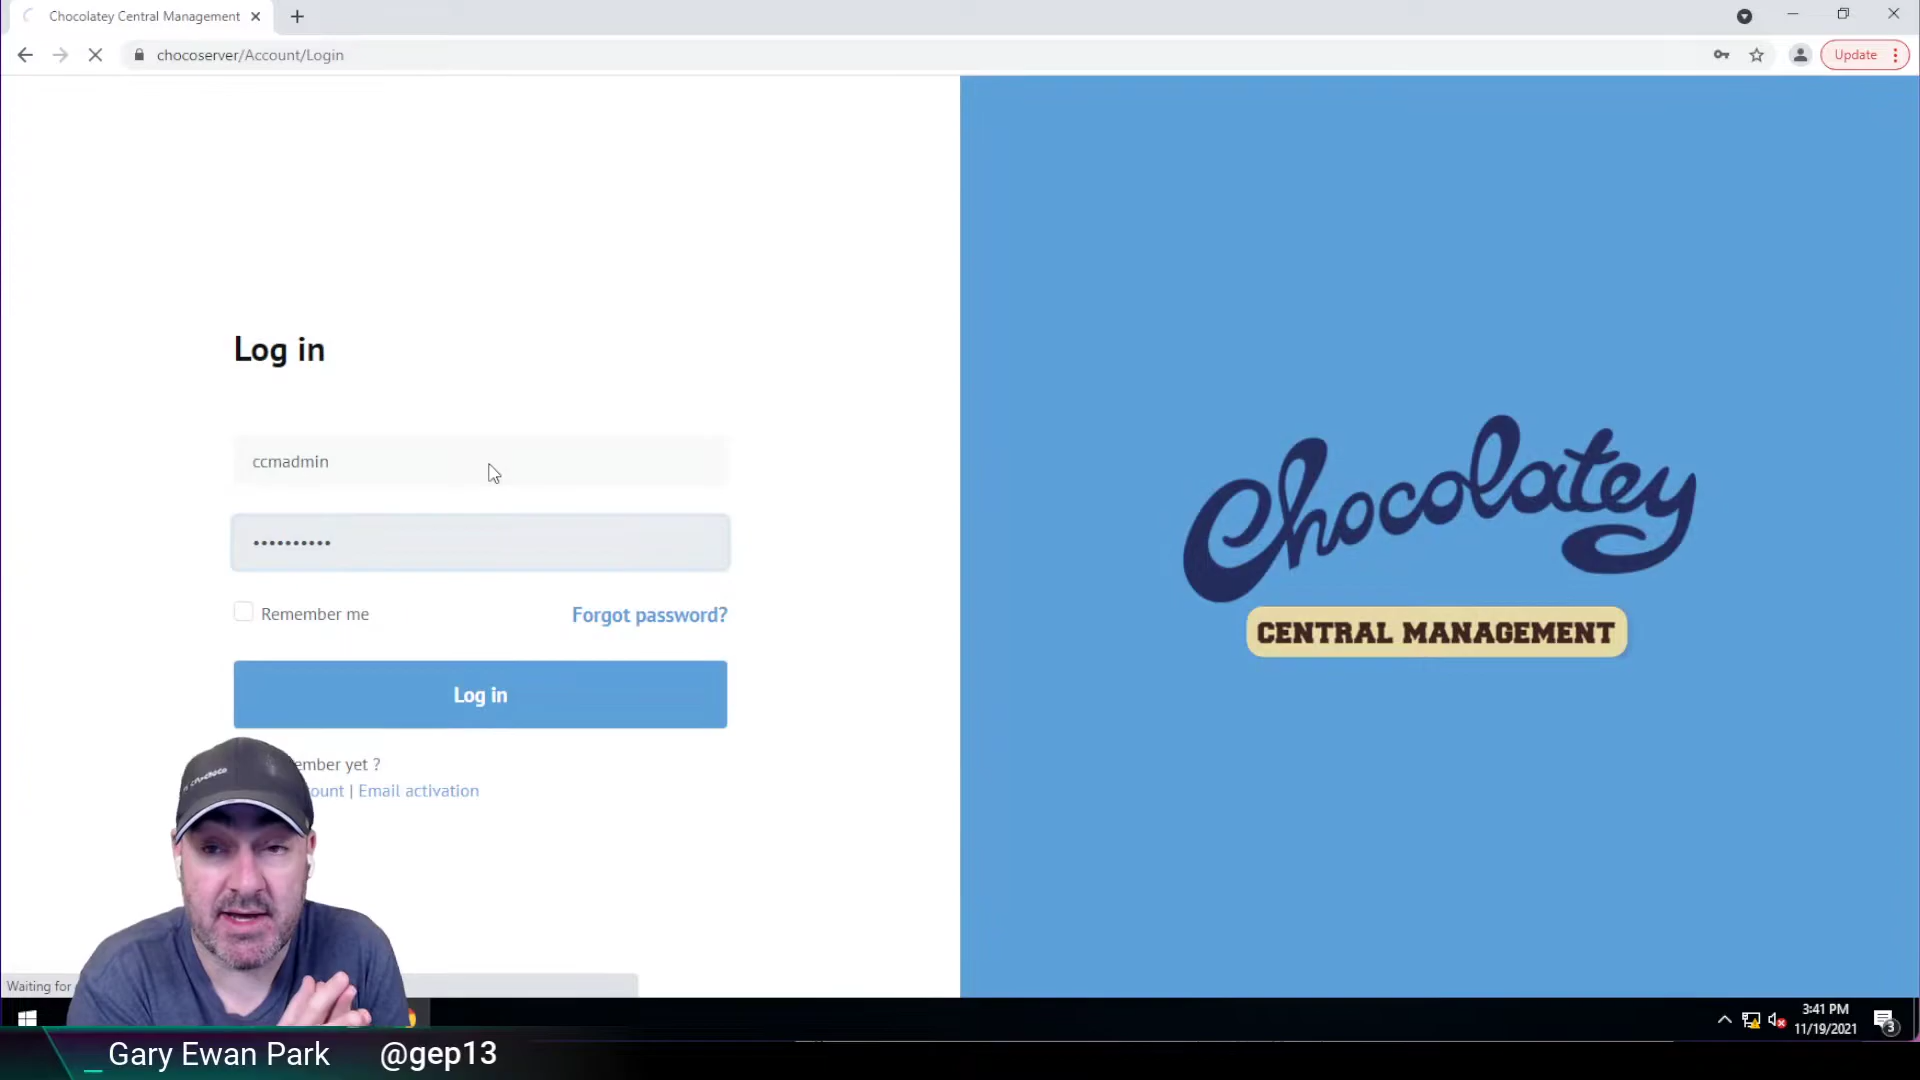 Chocolatey Central Management
chocoserver/Account/Login
Update
Log in
ccmadmin
••••••••••
Remember me
Forgot password?
Log in
ember yet ?
ount | Email activation
Chocolatey
CENTRAL MANAGEMENT
Waiting for
3:41 PM
11/19/2021
3
_ Gary Ewan Park @gep13